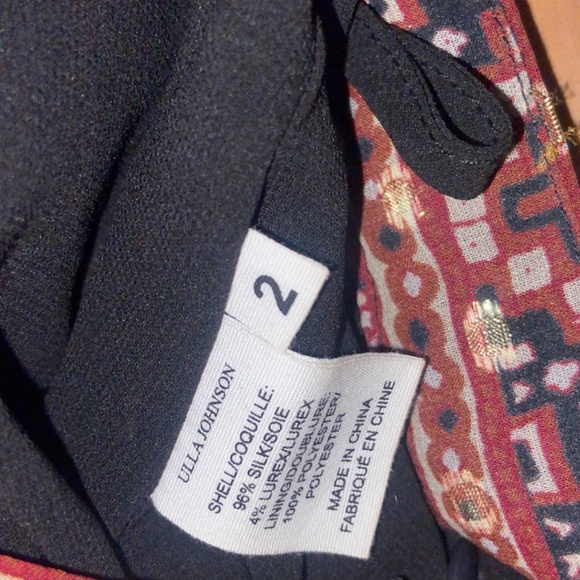 2
ULLA JOHNSON
SHELL/COQUILLE:
96% SILK/SOIE
4% LUREX/LUREX
LINING/DOUBLURE:
100% POLYESTER/
POLYESTER
MADE IN CHINA
FABRIQUÉ EN CHINE